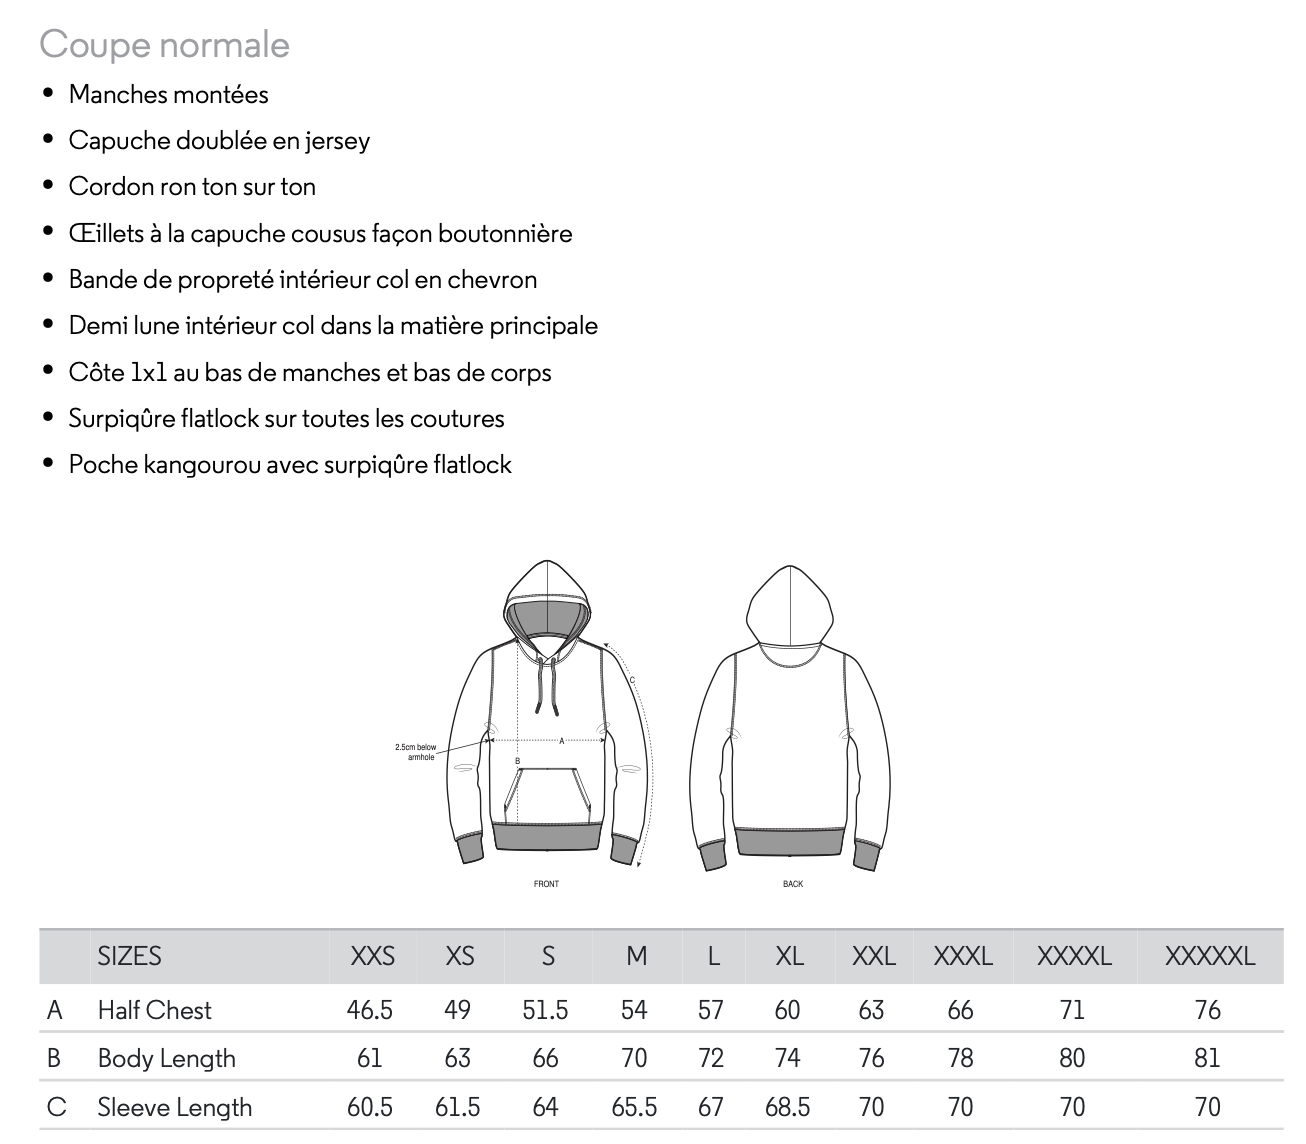 Coupe normale
• Manches montées
• Capuche doublée en jersey
• Cordon ron ton sur ton
• Œillets à la capuche cousus façon boutonnière
• Bande de propreté intérieur col en chevron
• Demi lune intérieur col dans la matière principale
• Côte 1x1 au bas de manches et bas de corps
• Surpiqûre flatlock sur toutes les coutures
• Poche kangourou avec surpiqûre flatlock
C
A
2.5cm below
armhole
B
FRONT
BACK
SIZES XXS XS S M L XL XXL XXXL XXXXL XXXXXL
A Half Chest 46.5 49 51.5 54 57 60 63 66 71 76
B Body Length 61 63 66 70 72 74 76 78 80 81
C Sleeve Length 60.5 61.5 64 65.5 67 68.5 70 70 70 70